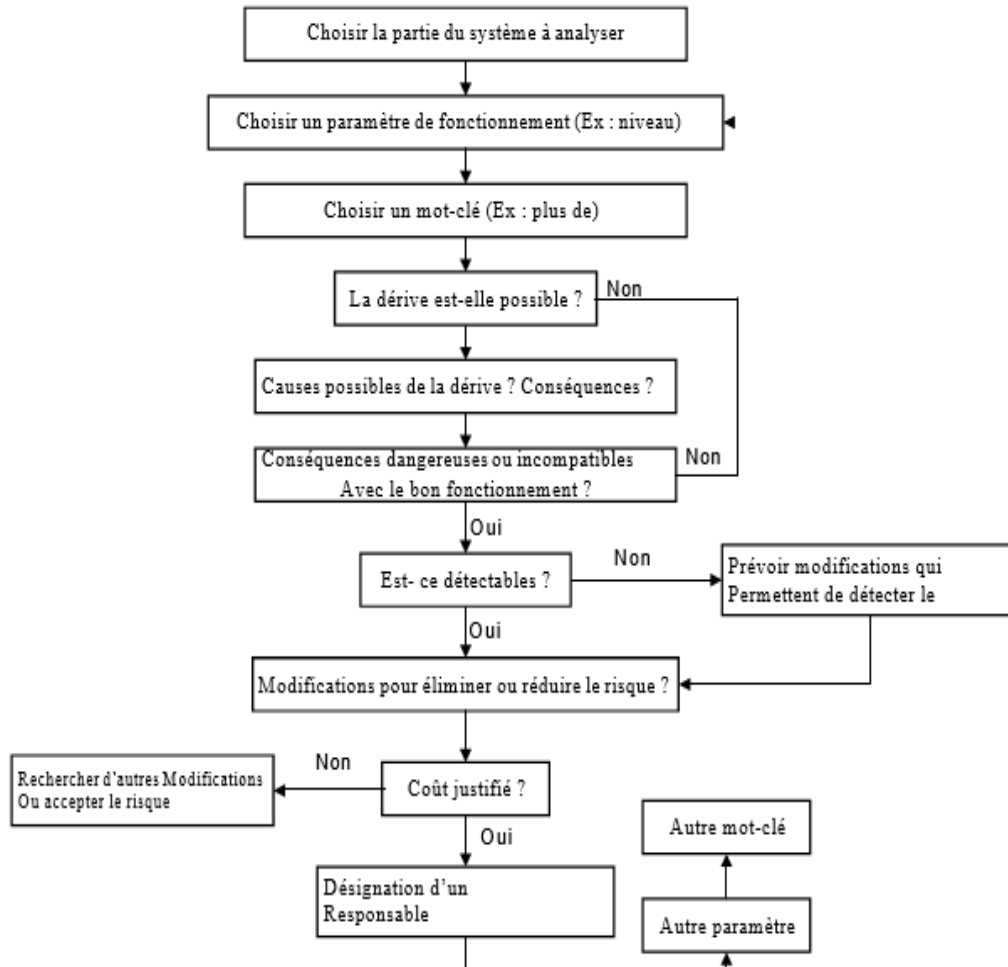 Choisir la partie du système à analyser
Choisir un paramètre de fonctionnement (Ex : niveau)
Choisir un mot-clé (Ex : plus de)
La dérive est-elle possible ?
Non
Causes possibles de la dérive ? Conséquences ?
Conséquences dangereuses ou incompatibles
Avec le bon fonctionnement ?
Non
Oui
Est- ce détectables ?
Non
Prévoir modifications qui
Permettent de détecter le
Oui
Modifications pour éliminer ou réduire le risque ?
Non
Rechercher d'autres Modifications
Ou accepter le risque
Coût justifié ?
Oui
Autre mot-clé
Désignation d’un
Responsable
Autre paramètre